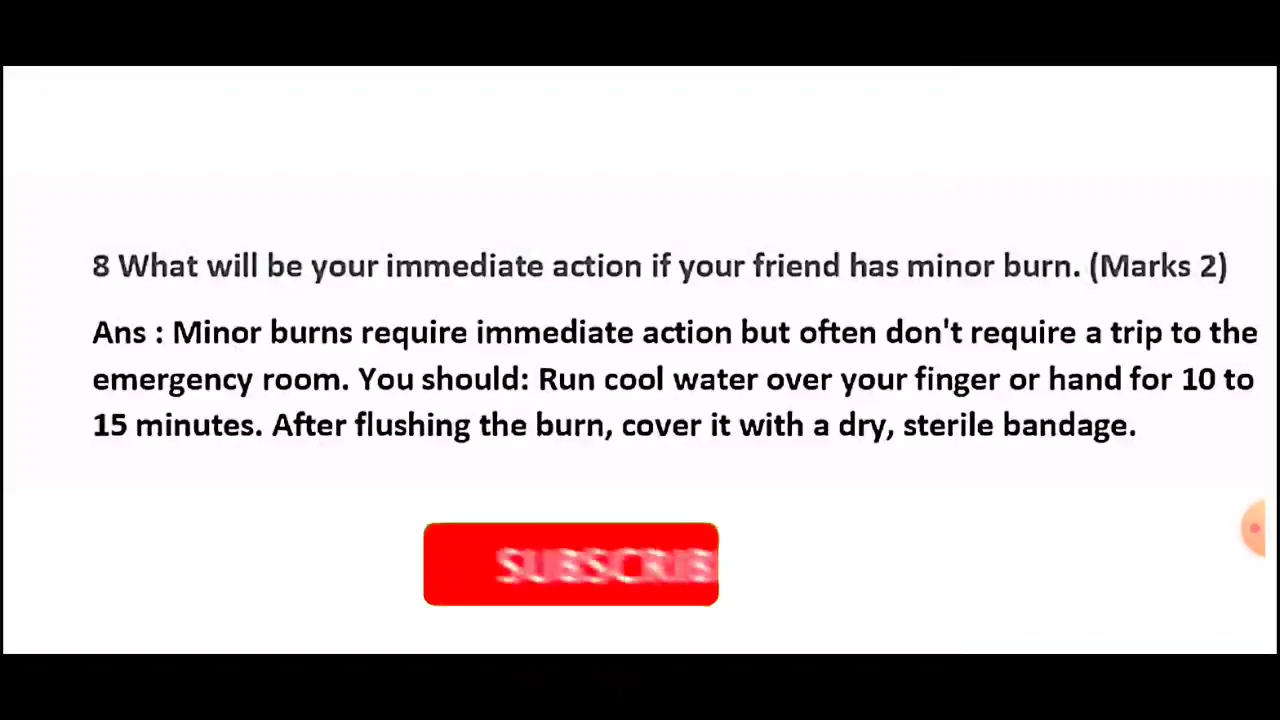 8 What will be your immediate action if your friend has minor burn. (Marks 2)
Ans : Minor burns require immediate action but often don't require a trip to the
emergency room. You should: Run cool water over your finger or hand for 10 to
15 minutes. After flushing the burn, cover it with a dry, sterile bandage.
SUBSCRIB